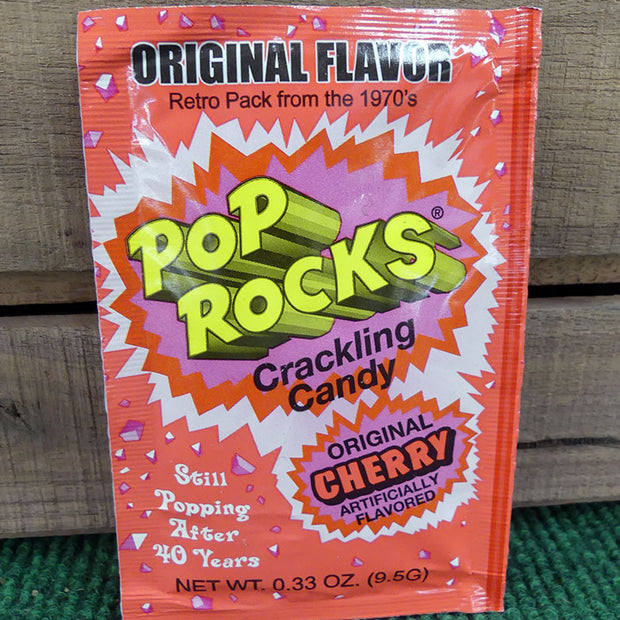 ORIGINAL FLAVOR
Retro Pack from the 1970's
POP
ROCKS®
Crackling
Candy
ORIGINAL
CHERRY
ARTIFICIALLY
FLAVORED
Still
Popping
After
40 Years
NET WT. 0.33 OZ. (9.5G)